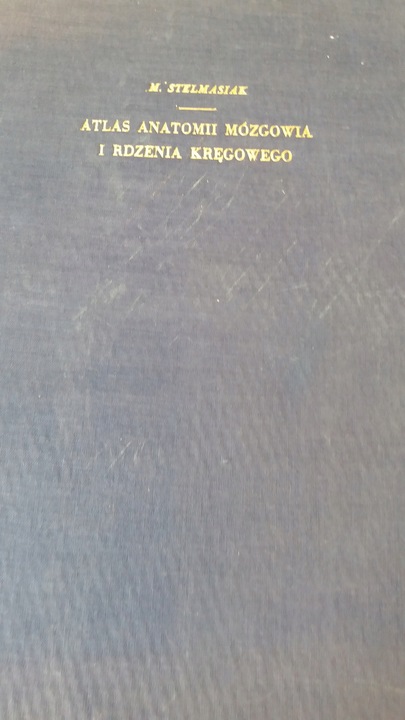 M. STELMASIAK
ATLAS ANATOMII MÓZGOWIA
I RDZENIA KRĘGOWEGO